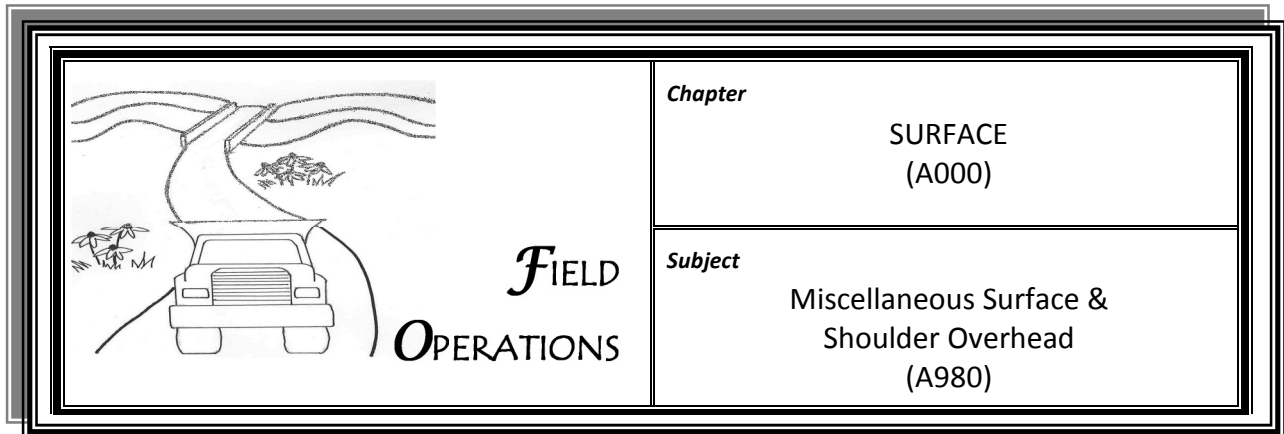 FIELD
OPERATIONS
Chapter
SURFACE
(A000)
Subject
Miscellaneous Surface &
Shoulder Overhead
(A980)